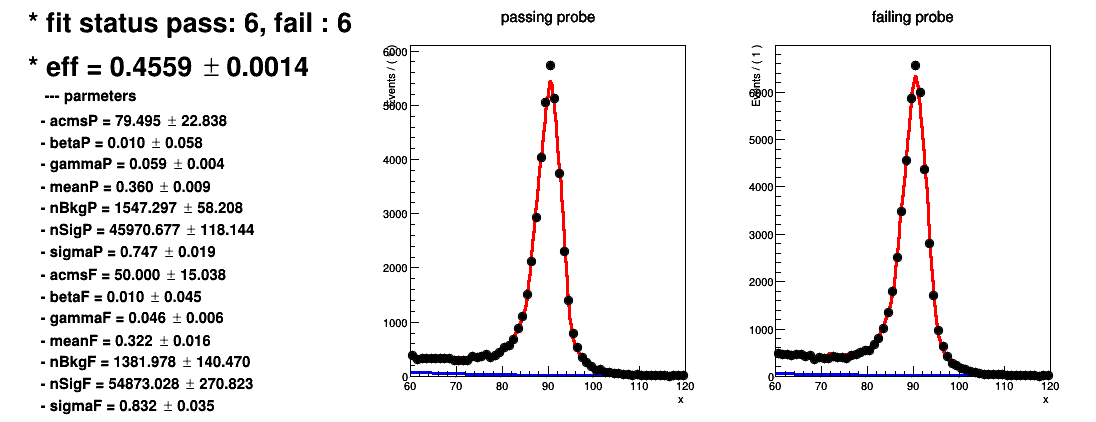 * fit status pass: 6, fail : 6
* eff = 0.4559 ± 0.0014
--- parmeters
- acmsP = 79.495 ± 22.838
- betaP = 0.010 ± 0.058
- gammaP = 0.059 ± 0.004
- meanP = 0.360 ± 0.009
- nBkgP = 1547.297 ± 58.208
- nSigP = 45970.677 ± 118.144
- sigmaP = 0.747 ± 0.019
- acmsF = 50.000 ± 15.038
- betaF = 0.010 ± 0.045
- gammaF = 0.046 ± 0.006
- meanF = 0.322 ± 0.016
- nBkgF = 1381.978 ± 140.470
- nSigF = 54873.028 ± 270.823
- sigmaF = 0.832 ± 0.035
passing probe
Events / ( 1 )
6000
5000
4000
3000
2000
1000
0
60 70 80 90 100 110 120
x
failing probe
Events / ( 1 )
6000
5000
4000
3000
2000
1000
0
60 70 80 90 100 110 120
x